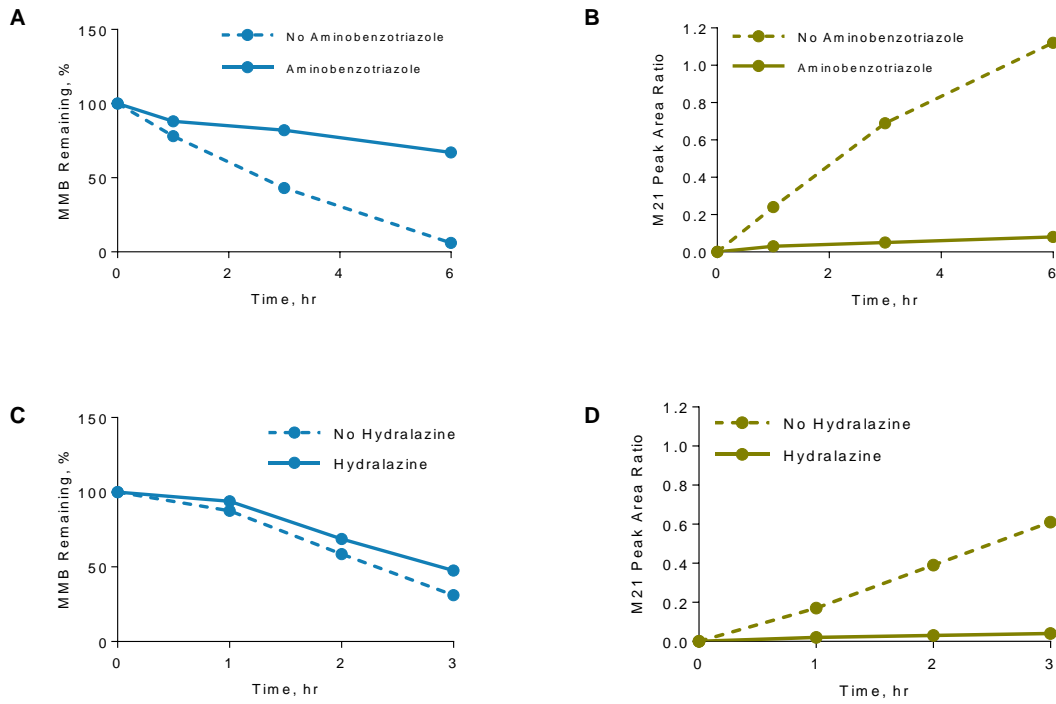 A
MMB Remaining, %
150
100
50
0
0 2 4 6
Time, hr
No Aminobenzotriazole
Aminobenzotriazole
B
M21 Peak Area Ratio
1.2
1.0
0.8
0.6
0.4
0.2
0.0
0 2 4 6
Time, hr
No Aminobenzotriazole
Aminobenzotriazole
C
MMB Remaining, %
150
100
50
0
0 1 2 3
Time, hr
No Hydralazine
Hydralazine
D
M21 Peak Area Ratio
1.2
1.0
0.8
0.6
0.4
0.2
0.0
0 1 2 3
Time, hr
No Hydralazine
Hydralazine